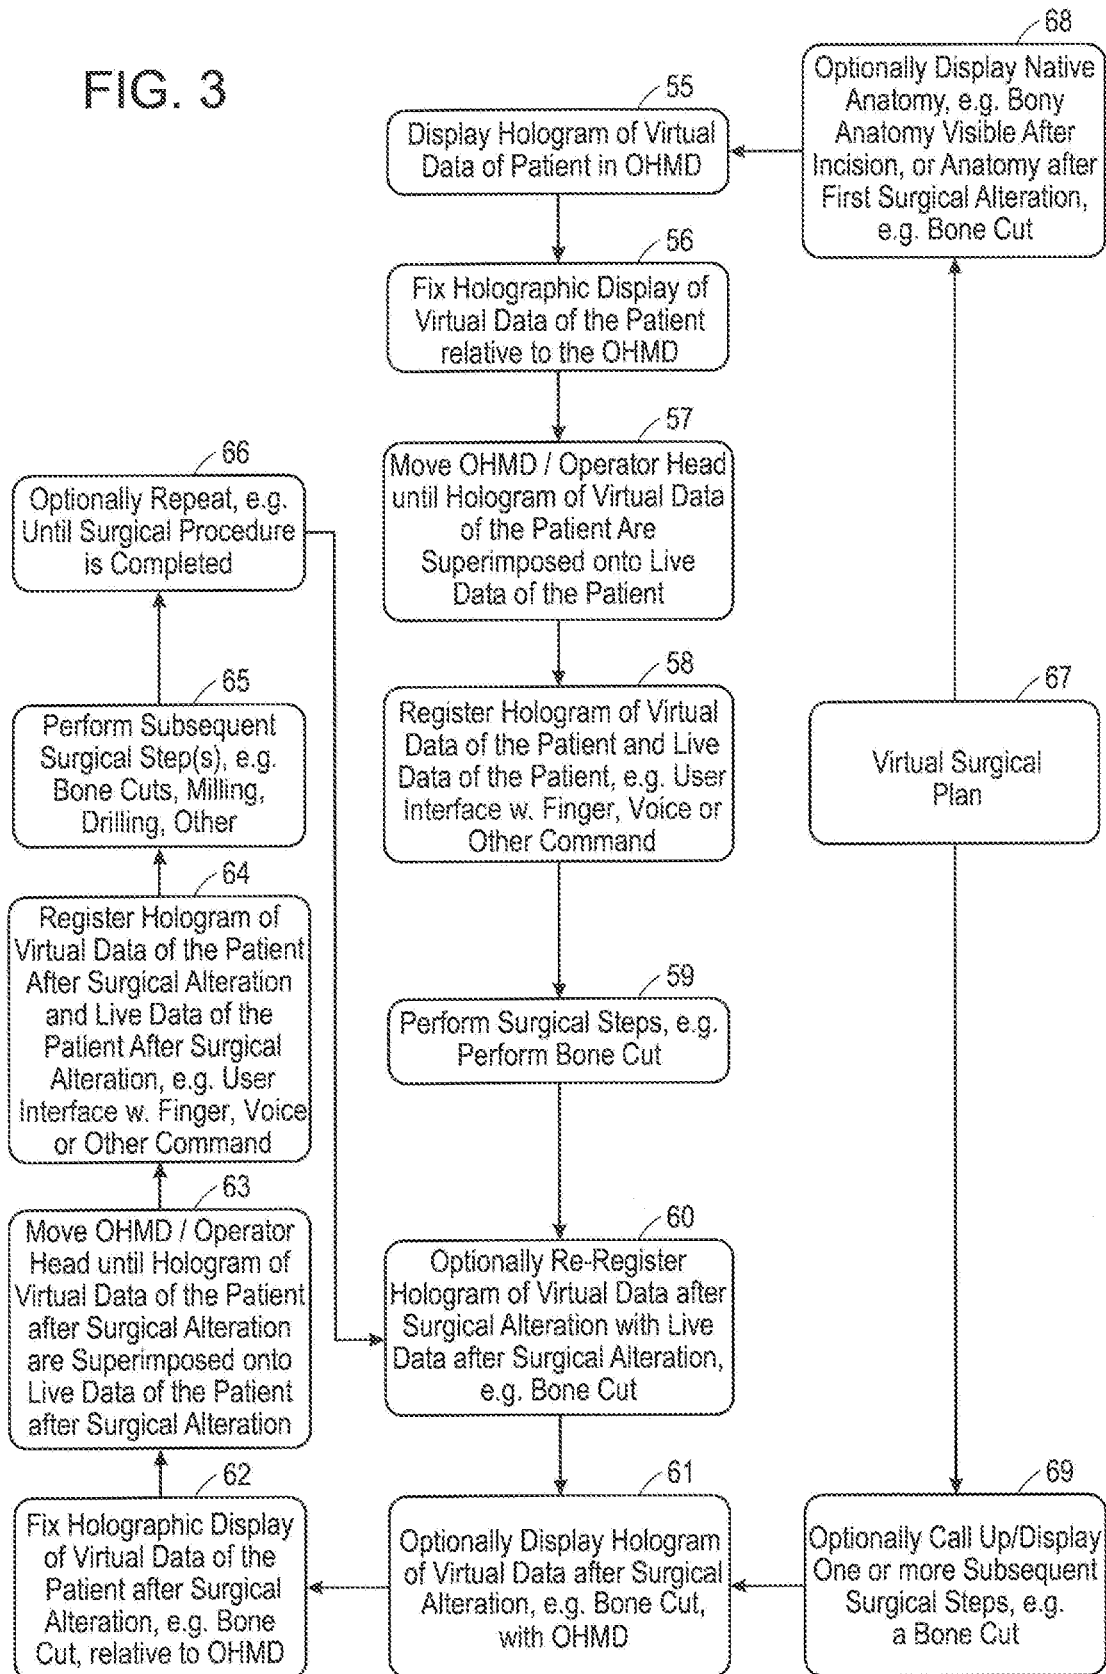 FIG. 3
68
Optionally Display Native
Anatomy, e.g. Bony
Anatomy Visible After
Incision, or Anatomy after
First Surgical Alteration,
e.g. Bone Cut
55
Display Hologram of Virtual
Data of Patient in OHMD
56
Fix Holographic Display of
Virtual Data of the Patient
relative to the OHMD
57
Move OHMD / Operator Head
until Hologram of Virtual Data
of the Patient Are
Superimposed onto Live
Data of the Patient
58
Register Hologram of Virtual
Data of the Patient and Live
Data of the Patient, e.g. User
Interface w. Finger, Voice or
Other Command
59
Perform Surgical Steps, e.g.
Perform Bone Cut
60
Optionally Re-Register
Hologram of Virtual Data after
Surgical Alteration with Live
Data after Surgical Alteration,
e.g. Bone Cut
61
Optionally Display Hologram
of Virtual Data after Surgical
Alteration, e.g. Bone Cut,
with OHMD
62
Fix Holographic Display
of Virtual Data of the
Patient after Surgical
Alteration, e.g. Bone
Cut, relative to OHMD
63
Move OHMD / Operator
Head until Hologram of
Virtual Data of the Patient
after Surgical Alteration
are Superimposed onto
Live Data of the Patient
after Surgical Alteration
64
Register Hologram of
Virtual Data of the Patient
After Surgical Alteration
and Live Data of the
Patient After Surgical
Alteration, e.g. User
Interface w. Finger, Voice
or Other Command
65
Perform Subsequent
Surgical Step(s), e.g.
Bone Cuts, Milling,
Drilling, Other
66
Optionally Repeat, e.g.
Until Surgical Procedure
is Completed
67
Virtual Surgical
Plan
69
Optionally Call Up/Display
One or more Subsequent
Surgical Steps, e.g.
a Bone Cut